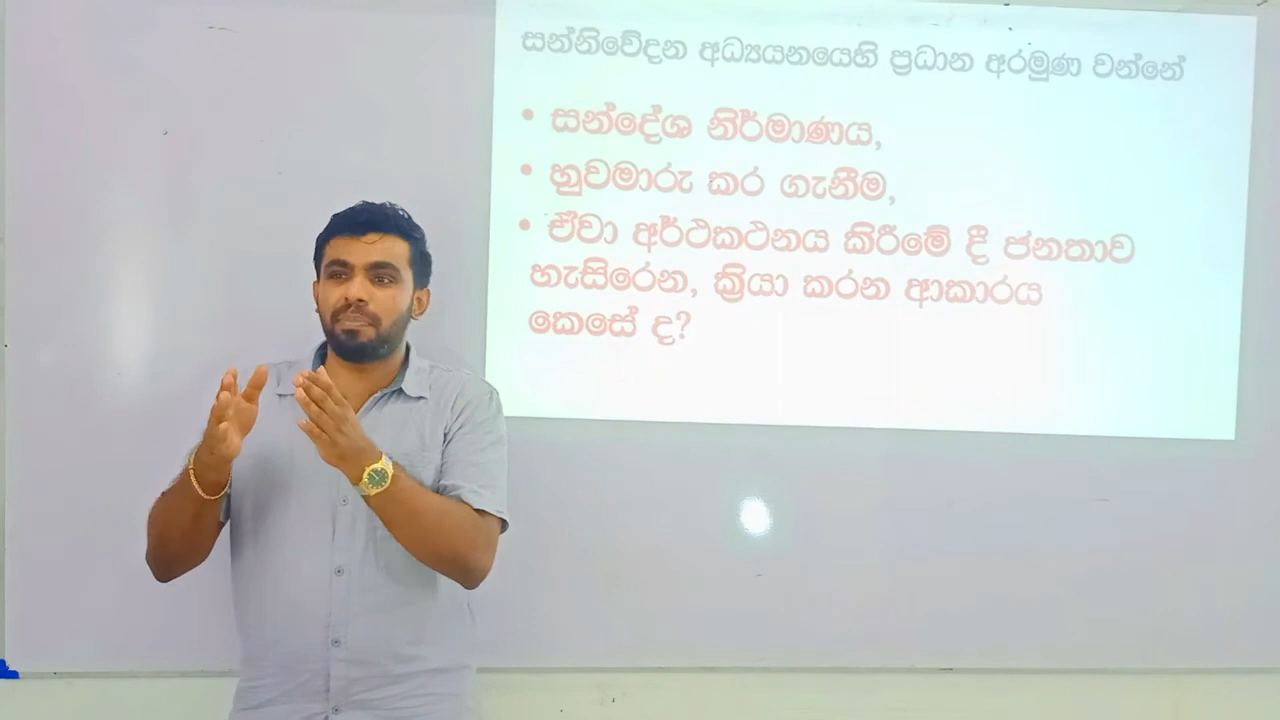 සන්නිවේදන අධ්‍යයනයෙහි ප්‍රධාන අරමුණ වන්නේ
• සන්දේශ නිර්මාණය,
• හුවමාරු කර ගැනීම,
• ඒවා අර්ථකථනය කිරීමේ දී ජනතාව
හැසිරෙන, ක්‍රියා කරන ආකාරය
කෙසේ ද?